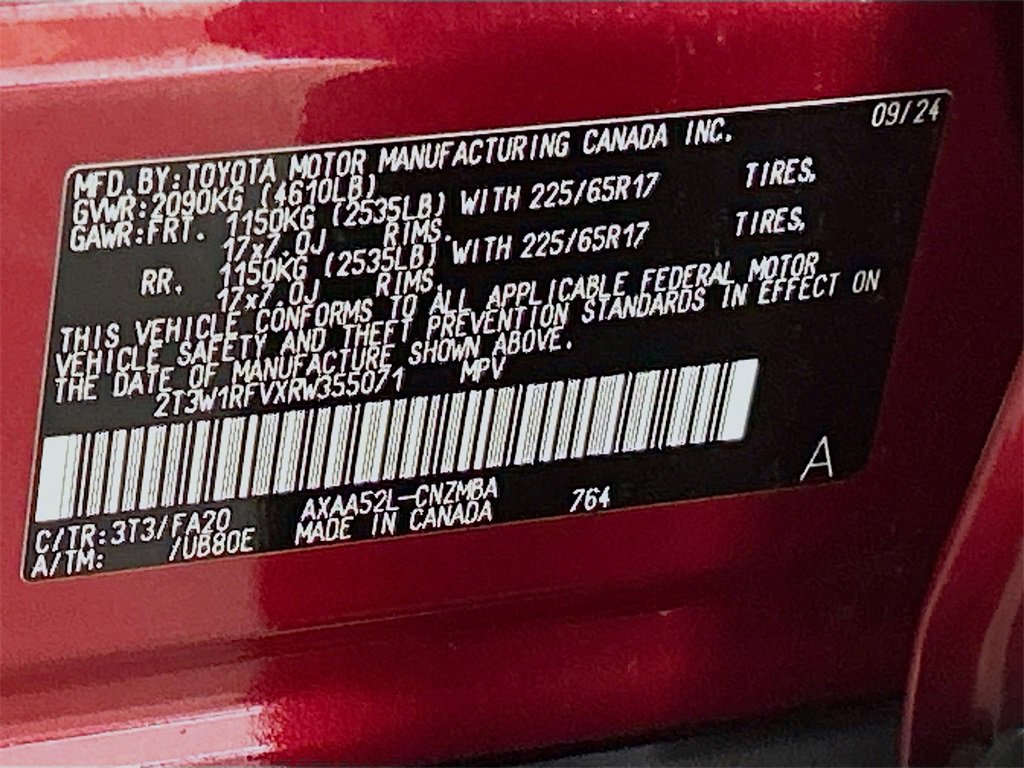 09/24
MFD. BY: TOYOTA MOTOR MANUFACTURING CANADA INC.
GVWR: 2090KG (4610LB)
GAWR: FRT. 1150KG (2535LB) WITH 225/65R17 TIRES,
17x7.0J RIMS.
RR. 1150KG (2535LB) WITH 225/65R17 TIRES,
17x7.0J RIMS.
THIS VEHICLE CONFORMS TO ALL APPLICABLE FEDERAL MOTOR
VEHICLE SAFETY AND THEFT PREVENTION STANDARDS IN EFFECT ON
THE DATE OF MANUFACTURE SHOWN ABOVE.
2T3W1RFVXRW355071 MPV
A
C/TR: 3T3/FA20 AXAA52L-CNZMBA 764
A/TM: /UB80E MADE IN CANADA